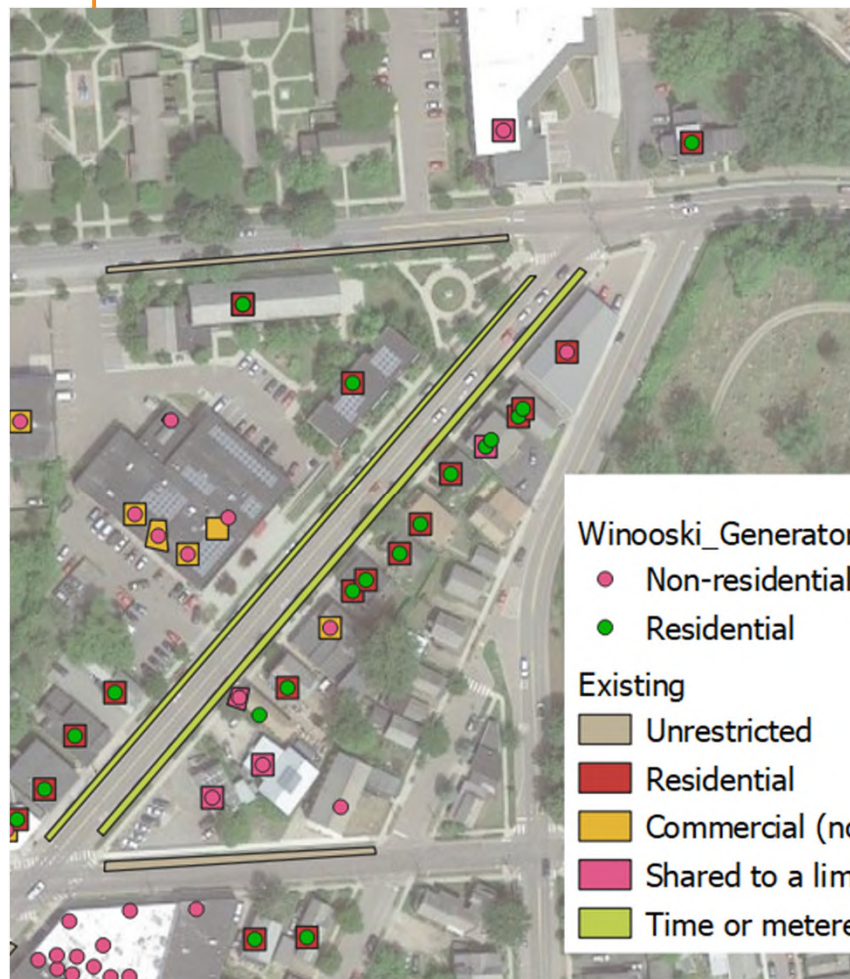 Winooski_Generator
Non-residential
Residential
Existing
Unrestricted
Residential
Commercial (no
Shared to a lim
Time or metere